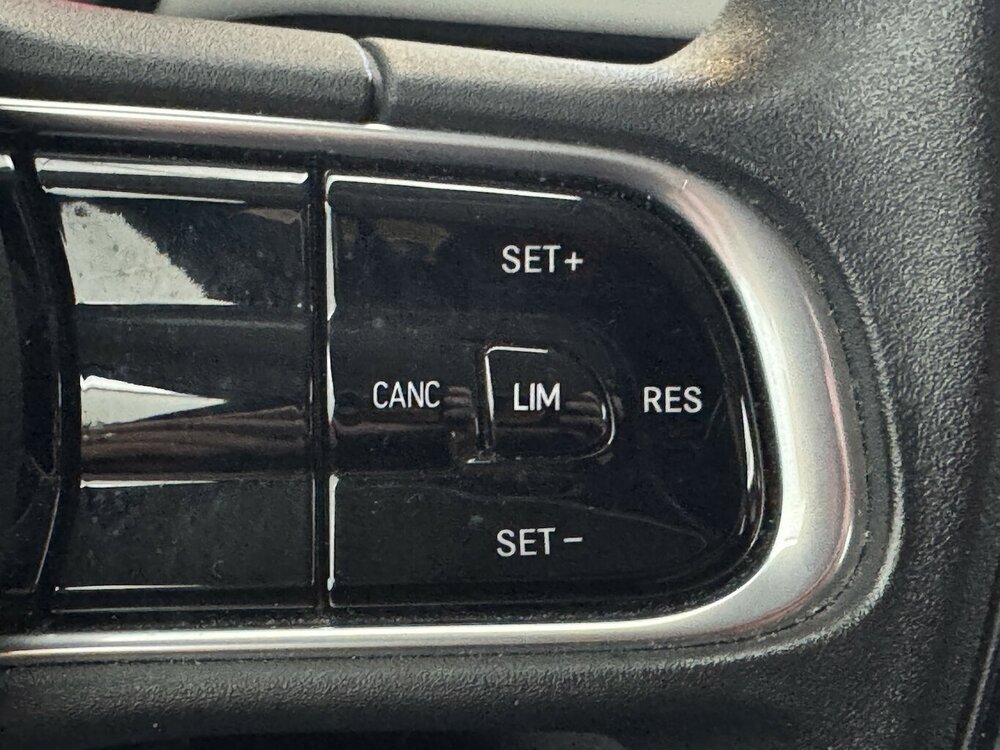 SET+
CANC LIM RES
SET-